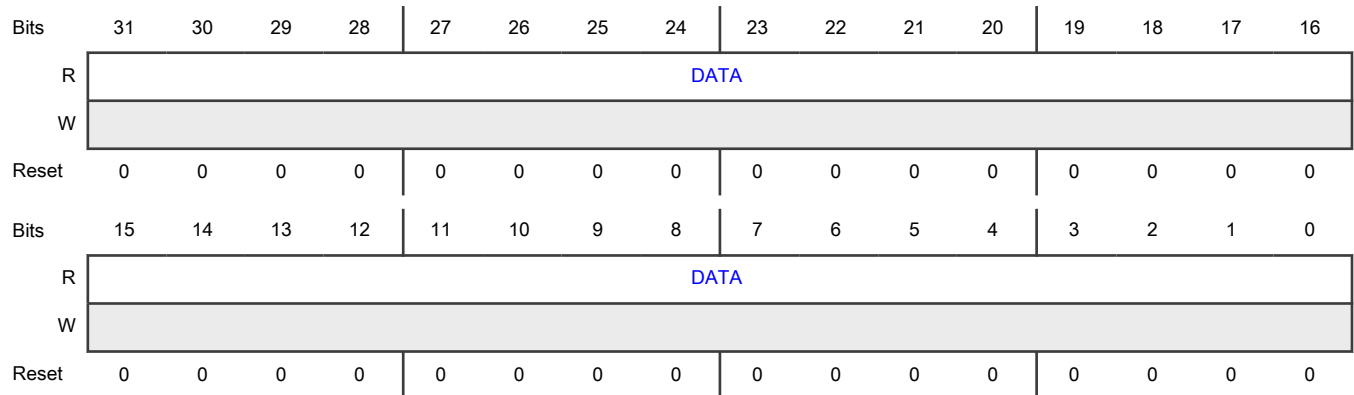 Bits 31 30 29 28 27 26 25 24 23 22 21 20 19 18 17 16
R DATA
W
Reset 0 0 0 0 0 0 0 0 0 0 0 0 0 0 0 0
Bits 15 14 13 12 11 10 9 8 7 6 5 4 3 2 1 0
R DATA
W
Reset 0 0 0 0 0 0 0 0 0 0 0 0 0 0 0 0